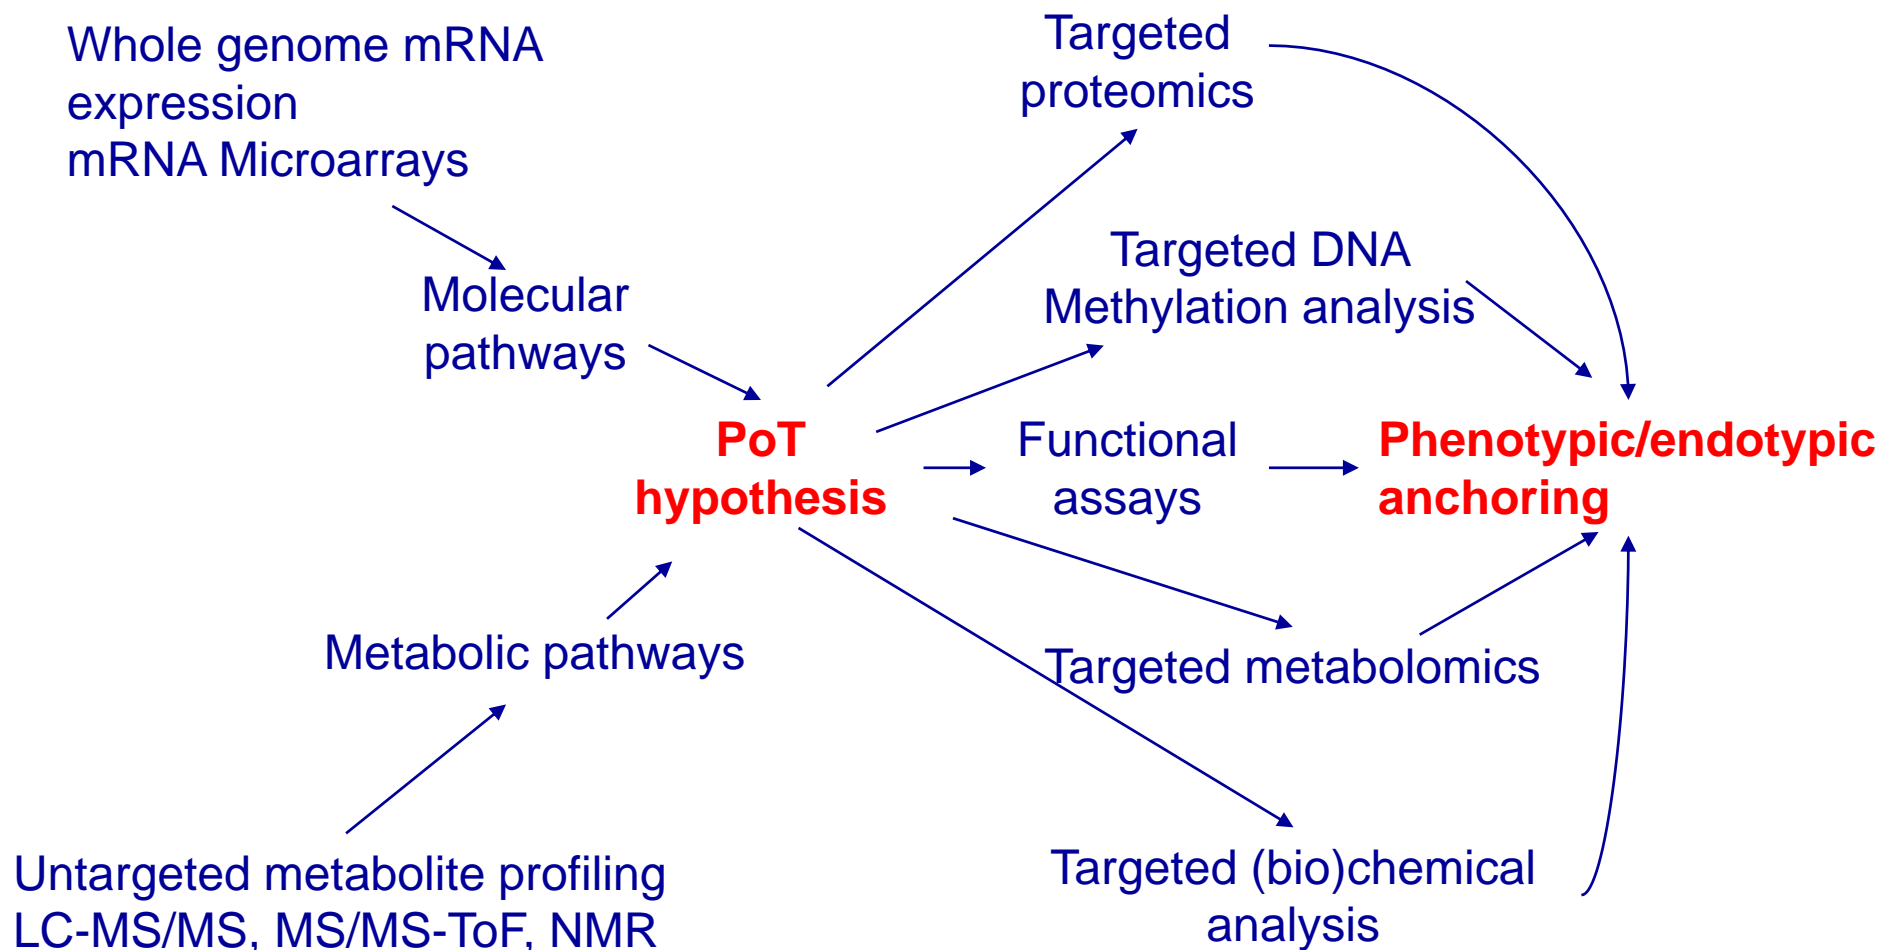 Whole genome mRNA
expression
mRNA Microarrays
Molecular
pathways
PoT
hypothesis
Metabolic pathways
Untargeted metabolite profiling
LC-MS/MS, MS/MS-ToF, NMR
Targeted
proteomics
Targeted DNA
Methylation analysis
Functional
assays
Targeted metabolomics
Targeted (bio)chemical
analysis
Phenotypic/endotypic
anchoring